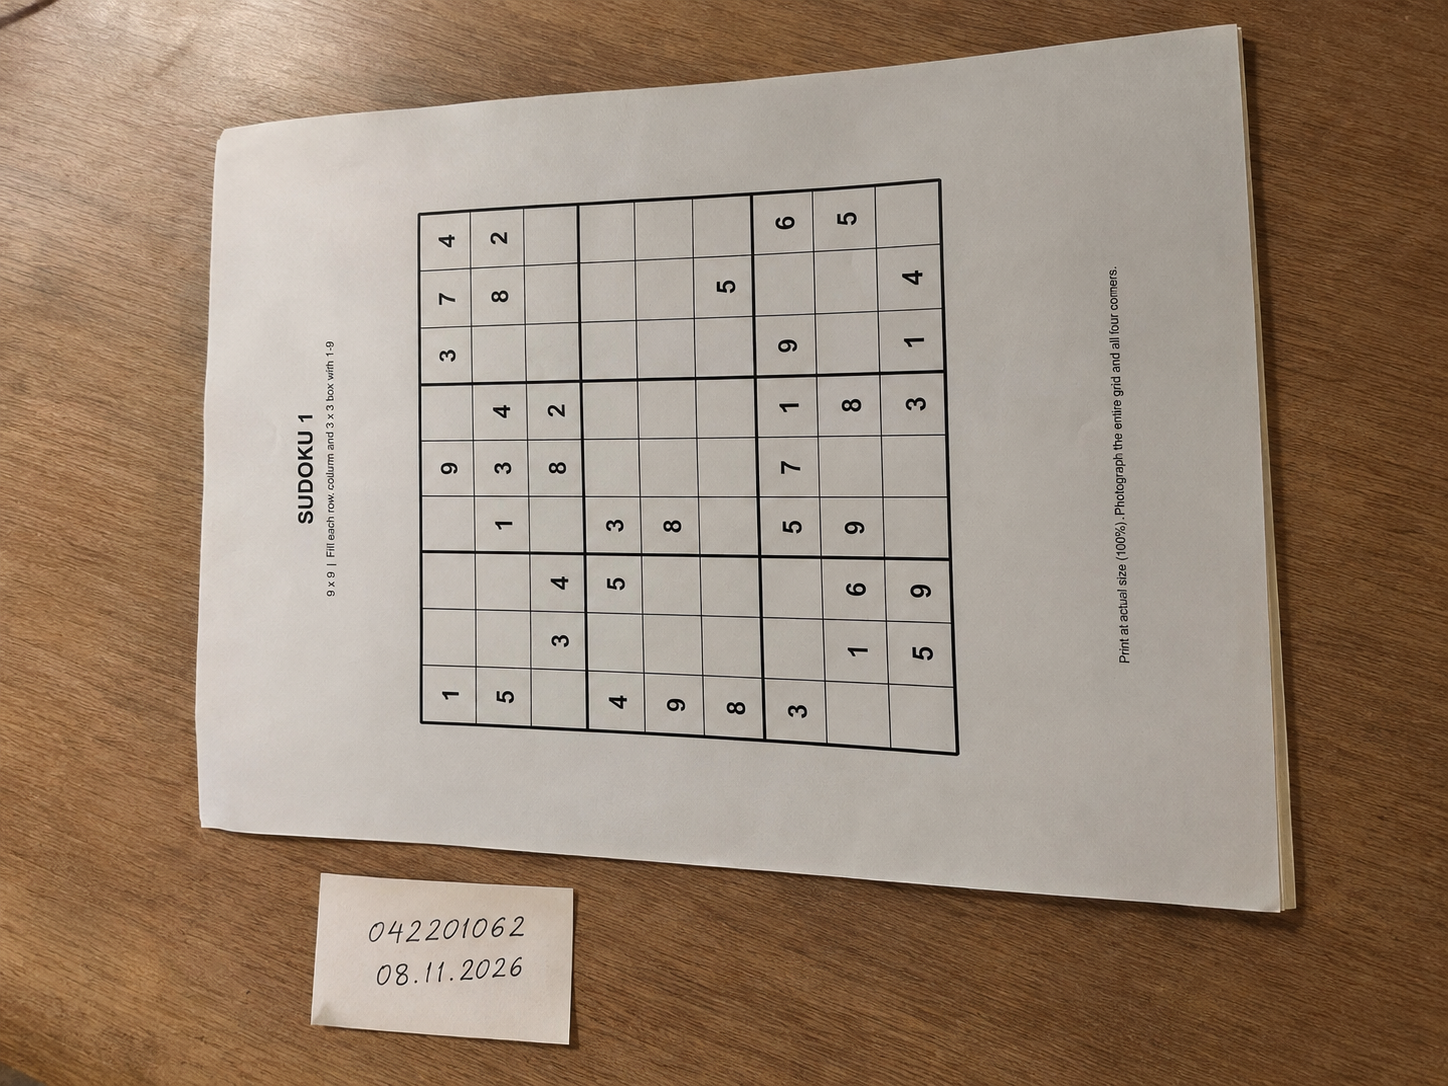 SUDOKU 1
9 x 9 | Fill each row, column and 3 x 3 box with 1-9
1 9 3 7 4
5 1 3 4 8 2
3 4 8 2
4 5 3
9 8
8 5
3 5 7 1 9 6
1 6 9 8 5
5 9 3 1 4
Print at actual size (100%). Photograph the entire grid and all four corners.
042201062
08.11.2026